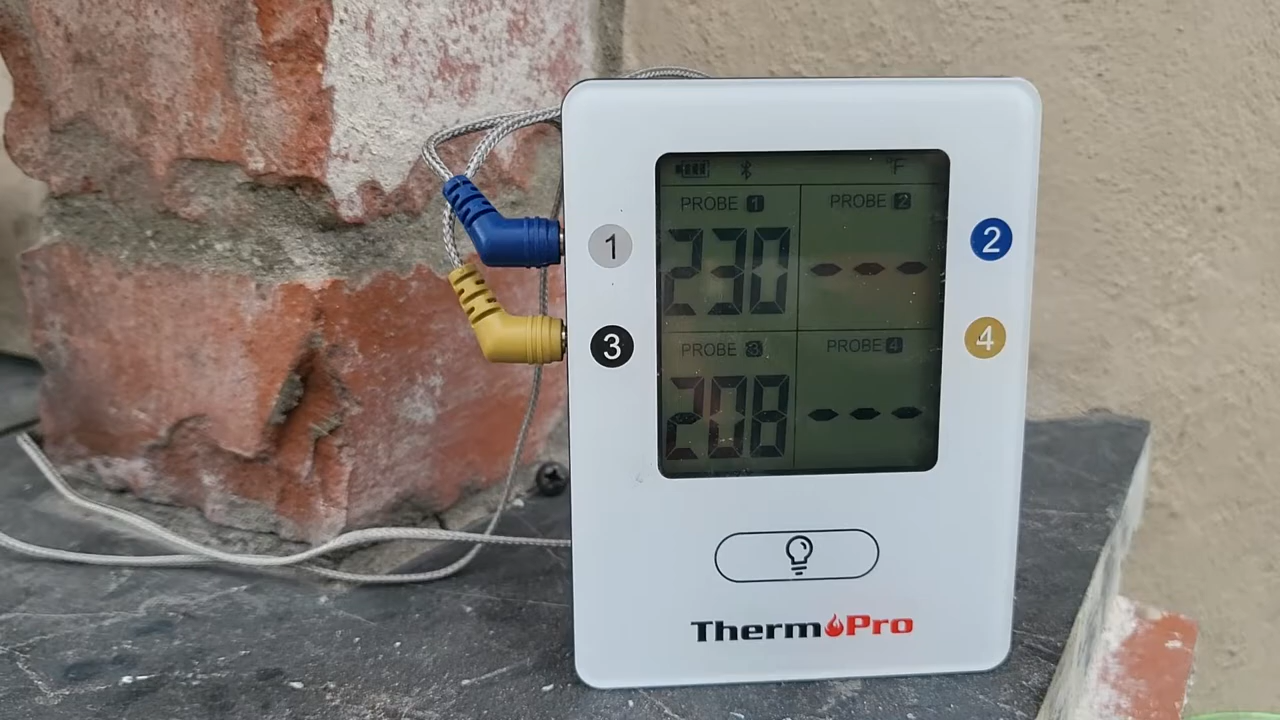 °F
PROBE 1
PROBE 2
230
- - -
1
2
PROBE 3
PROBE 4
208
- - -
3
4
ThermoPro